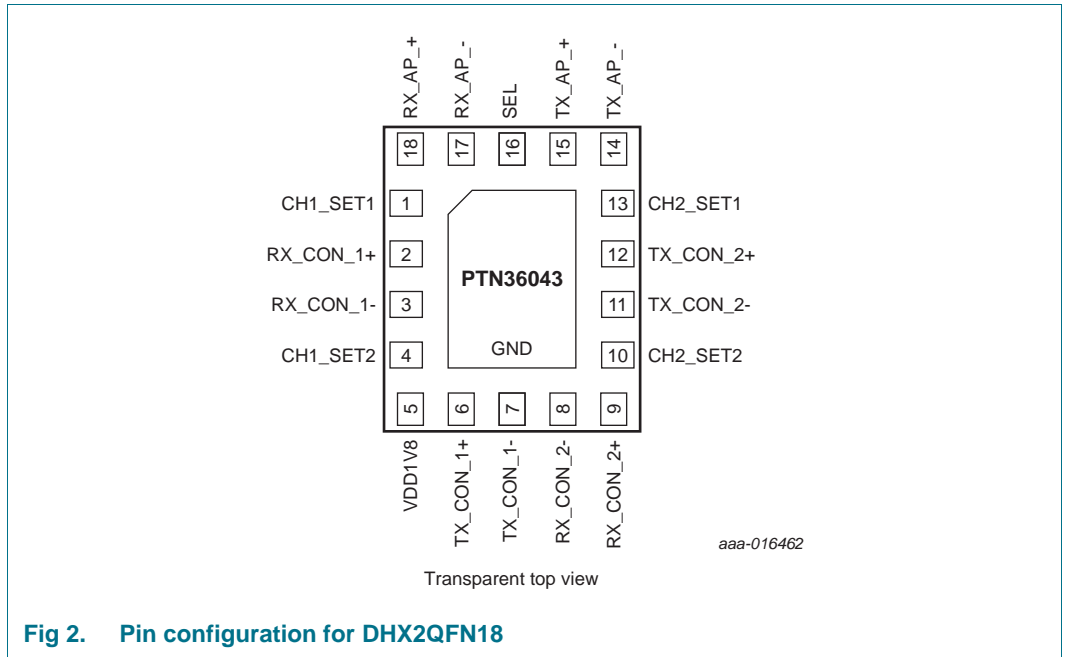 RX_AP_+
RX_AP_-
SEL
TX_AP_+
TX_AP_-
18
17
16
15
14
CH1_SET1
1
13
CH2_SET1
RX_CON_1+
2
12
TX_CON_2+
PTN36043
RX_CON_1-
3
11
TX_CON_2-
CH1_SET2
4
GND
10
CH2_SET2
5
6
7
8
9
VDD1V8
TX_CON_1+
TX_CON_1-
RX_CON_2-
RX_CON_2+
aaa-016462
Transparent top view
Fig 2. Pin configuration for DHX2QFN18